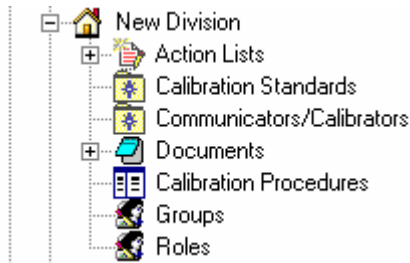 New Division
Action Lists
Calibration Standards
Communicators/Calibrators
Documents
Calibration Procedures
Groups
Roles